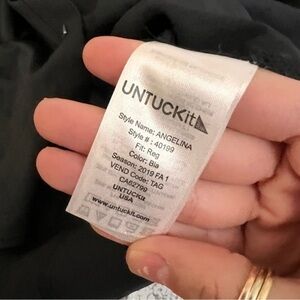 UNTUCKit
Style Name: ANGELINA
Style #: 40199
Fit: Reg
Color: Bla
Season: 2019 FA 1
VEND Code: TAG
CA62799
UNTUCKit
USA
www.untuckit.com